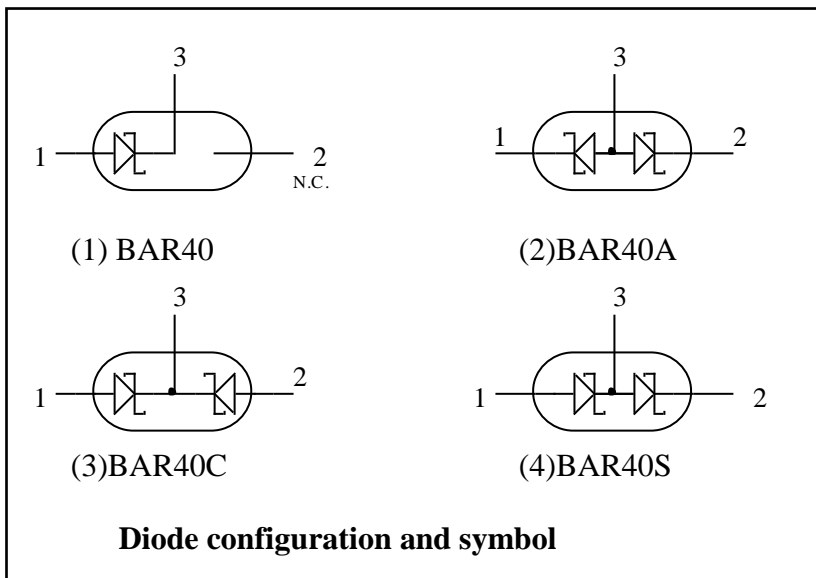 3
1
2
N.C.
(1) BAR40
3
1
2
(2)BAR40A
3
1
2
(3)BAR40C
3
1
2
(4)BAR40S
Diode configuration and symbol